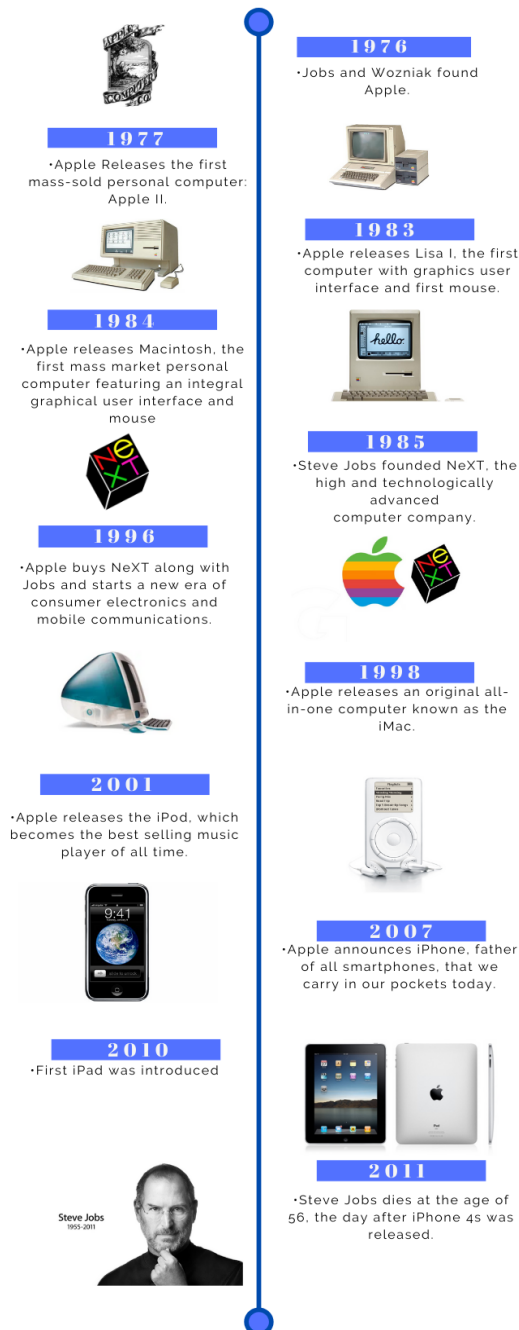 APPLE
COMPUTER
CO
1976
•Jobs and Wozniak found
Apple.
1977
•Apple Releases the first
mass-sold personal computer:
Apple II.
1983
•Apple releases Lisa I, the first
computer with graphics user
interface and first mouse.
1984
•Apple releases Macintosh, the
first mass market personal
computer featuring an integral
graphical user interface and
mouse
hello.
1985
•Steve Jobs founded NeXT, the
high and technologically
advanced
computer company.
NeXT
1996
•Apple buys NeXT along with
Jobs and starts a new era of
consumer electronics and
mobile communications.
NeXT
1998
•Apple releases an original all-
in-one computer known as the
iMac.
2001
•Apple releases the iPod, which
becomes the best selling music
player of all time.
2007
•Apple announces iPhone, father
of all smartphones, that we
carry in our pockets today.
9:41
2010
•First iPad was introduced
2011
•Steve Jobs dies at the age of
56, the day after iPhone 4s was
released.
Steve Jobs
1955-2011